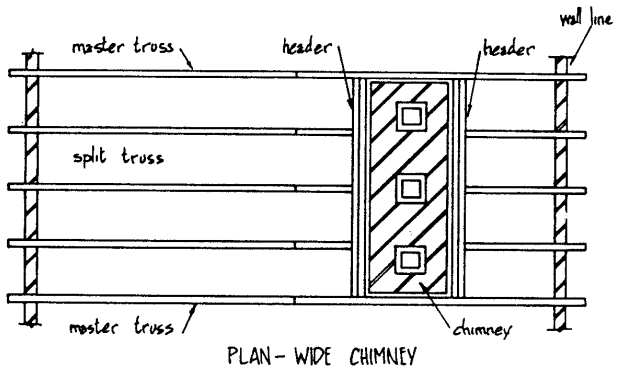 wall line
master truss
header
header
split truss
master truss
chimney
PLAN - WIDE CHIMNEY